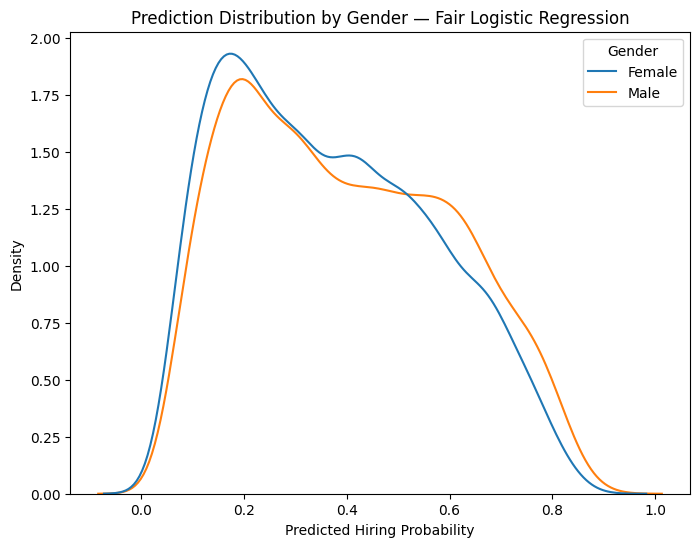 Prediction Distribution by Gender — Fair Logistic Regression
Gender
Female
Male
Density
2.00
1.75
1.50
1.25
1.00
0.75
0.50
0.25
0.00
0.0 0.2 0.4 0.6 0.8 1.0
Predicted Hiring Probability